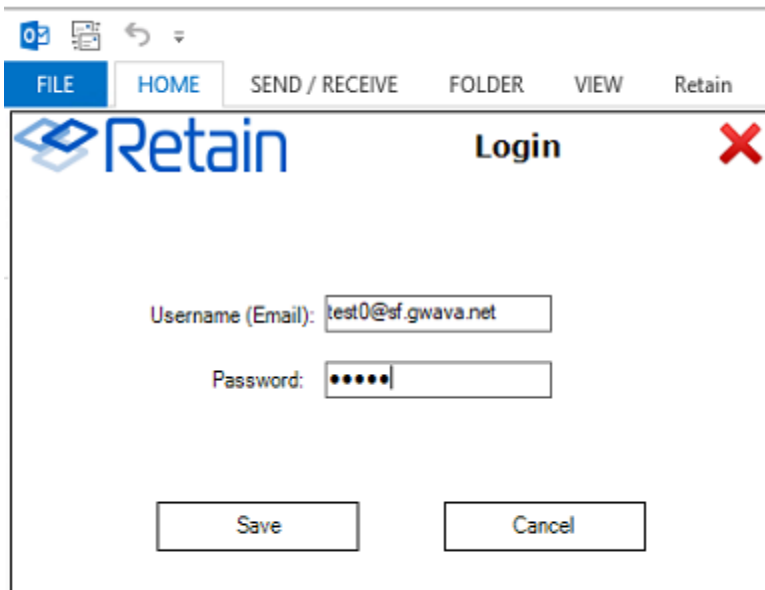 FILE HOME SEND / RECEIVE FOLDER VIEW Retain
Retain Login
Username (Email): test0@sf.gwava.net
Password: •••••
Save Cancel